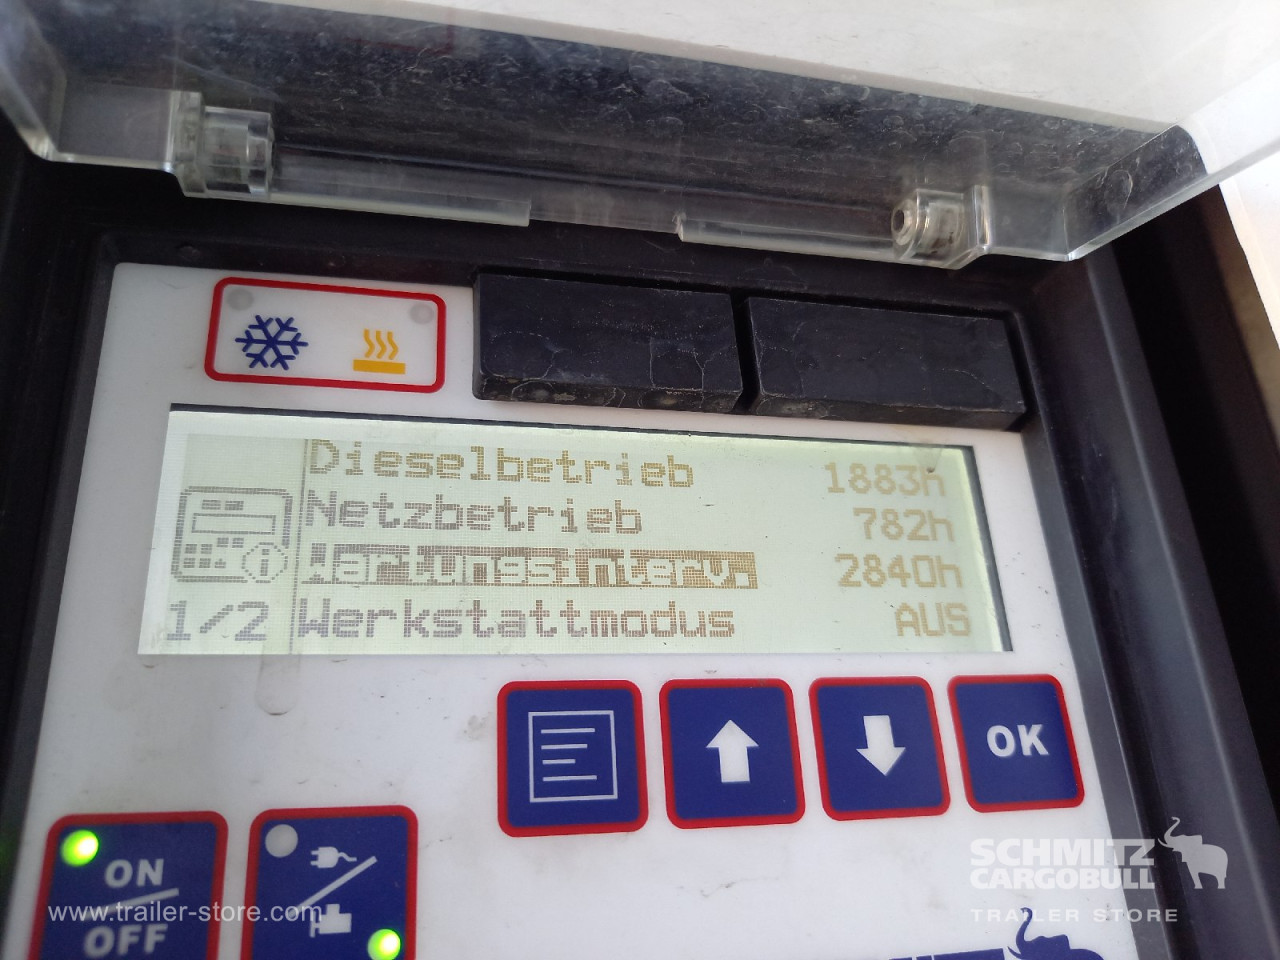 Dieselbetrieb 1883h
Netzbetrieb 782h
Wartungsinterv. 2840h
1/2 Werkstattmodus AUS
OK
ON
OFF
www.trailer-store.com
SCHMITZ
CARGOBULL
TRAILER STORE